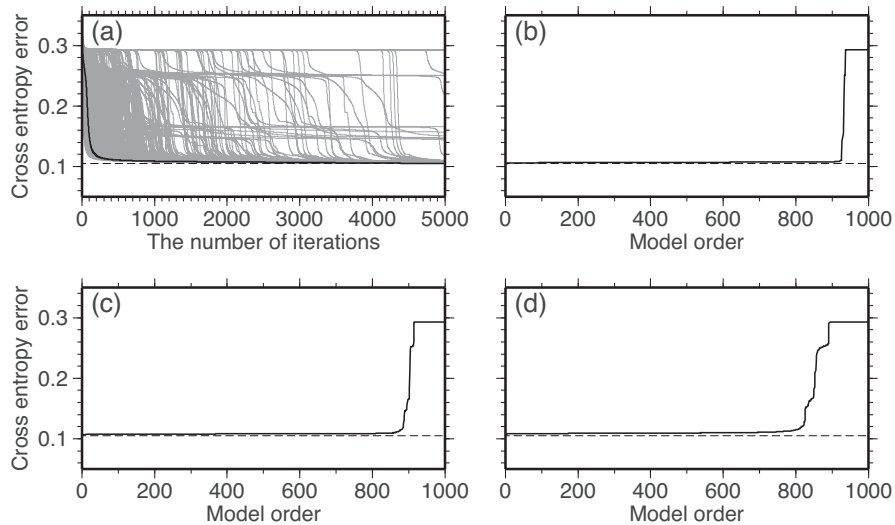 (a)
Cross entropy error
0.3
0.2
0.1
0 1000 2000 3000 4000 5000
The number of iterations
(b)
0 200 400 600 800 1000
Model order
(c)
Cross entropy error
0.3
0.2
0.1
0 200 400 600 800 1000
Model order
(d)
0 200 400 600 800 1000
Model order